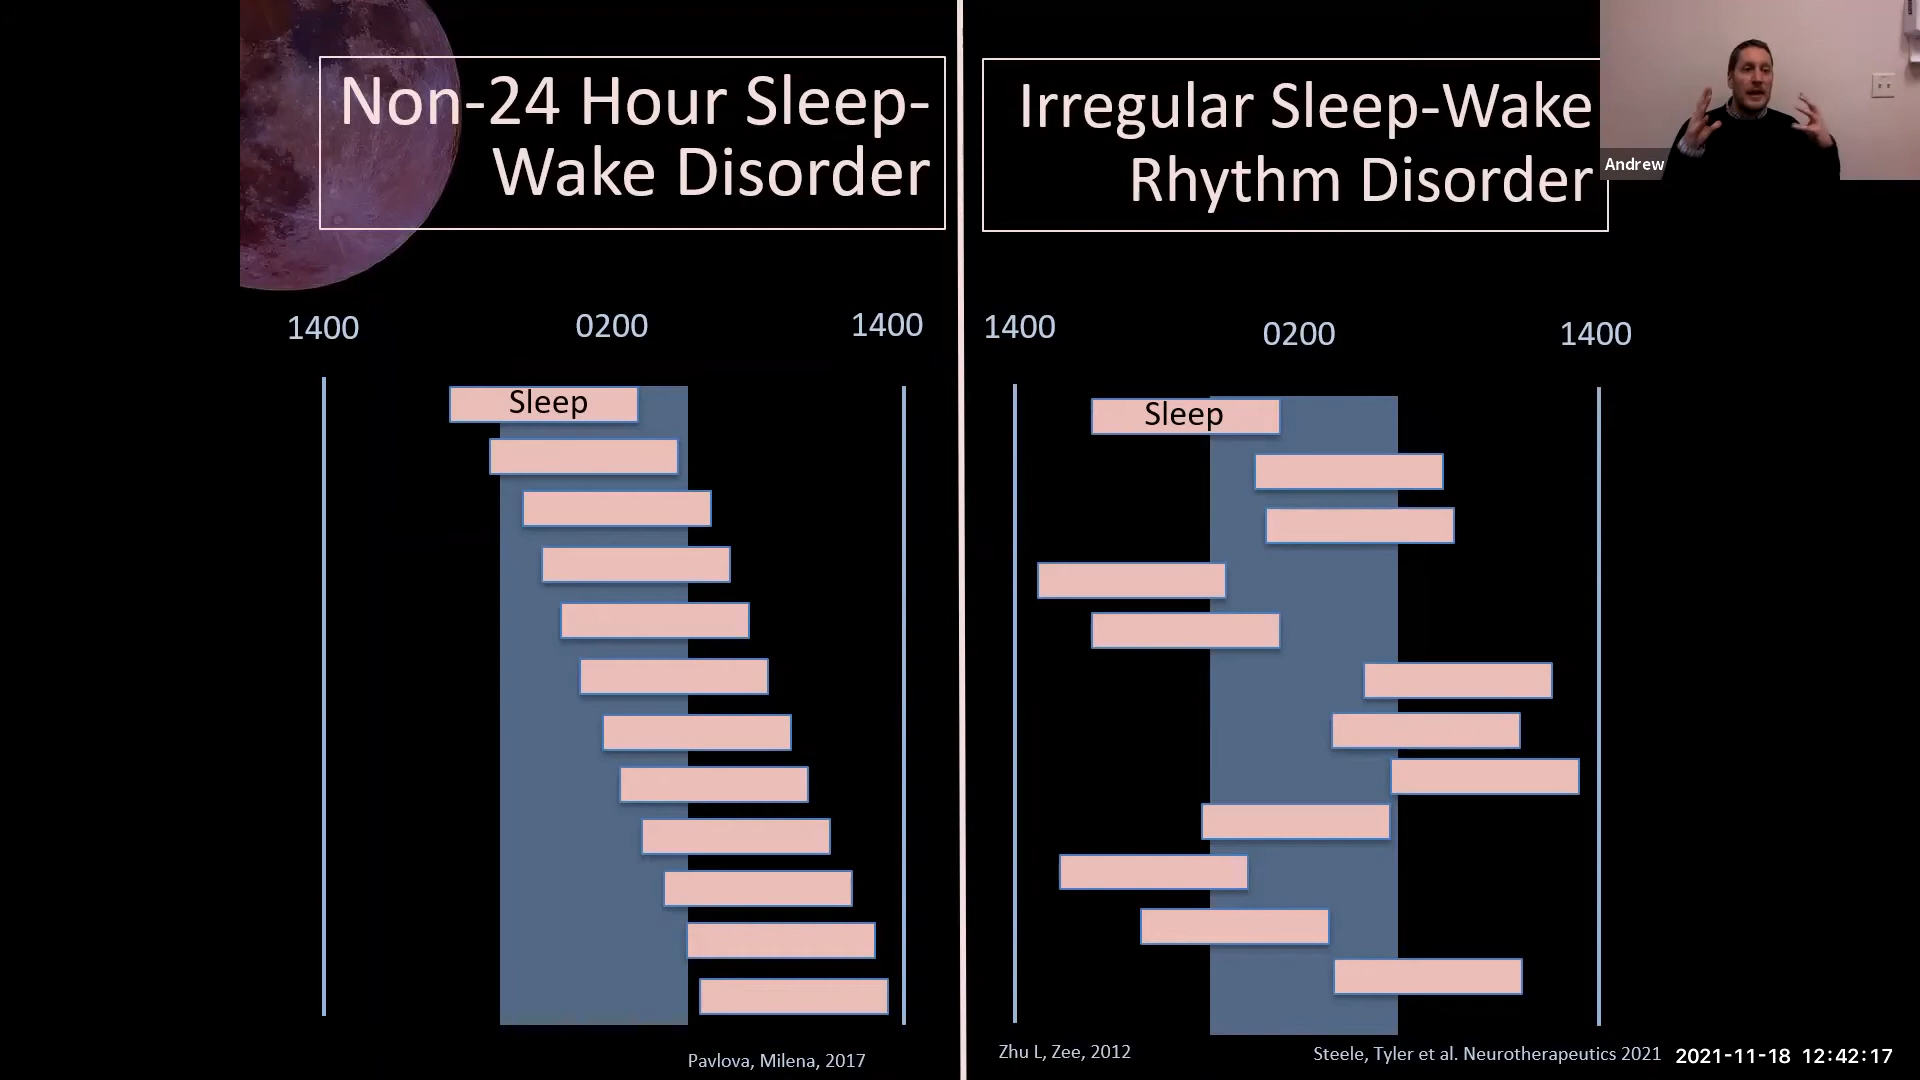 Non-24 Hour Sleep-
Wake Disorder
Irregular Sleep-Wake
Rhythm Disorder
Andrew
1400
0200
1400
1400
0200
1400
Sleep
Sleep
Pavlova, Milena, 2017
Zhu L, Zee, 2012
Steele, Tyler et al. Neurotherapeutics 2021
2021-11-18 12:42:17